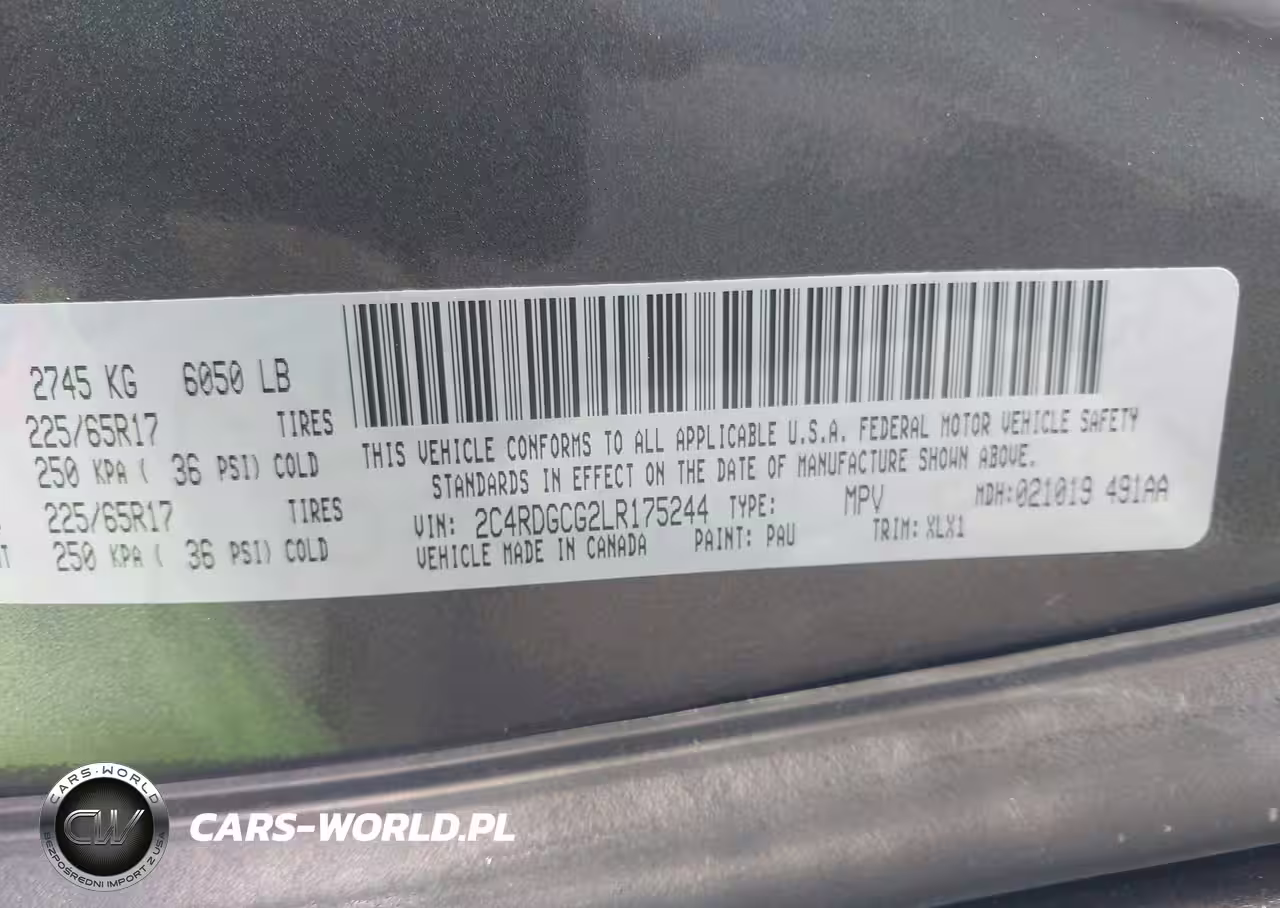 2745 KG 6050 LB
225/65R17 TIRES
250 KPA ( 36 PSI) COLD
225/65R17 TIRES
250 KPA ( 36 PSI) COLD
THIS VEHICLE CONFORMS TO ALL APPLICABLE U.S.A. FEDERAL MOTOR VEHICLE SAFETY
STANDARDS IN EFFECT ON THE DATE OF MANUFACTURE SHOWN ABOVE.
VIN: 2C4RDGCG2LR175244 TYPE: MPV MDH:021019 491AA
VEHICLE MADE IN CANADA PAINT: PAU TRIM: XLX1
CARS-WORLD
CW
BEZPOŚREDNI IMPORT Z USA
CARS-WORLD.PL